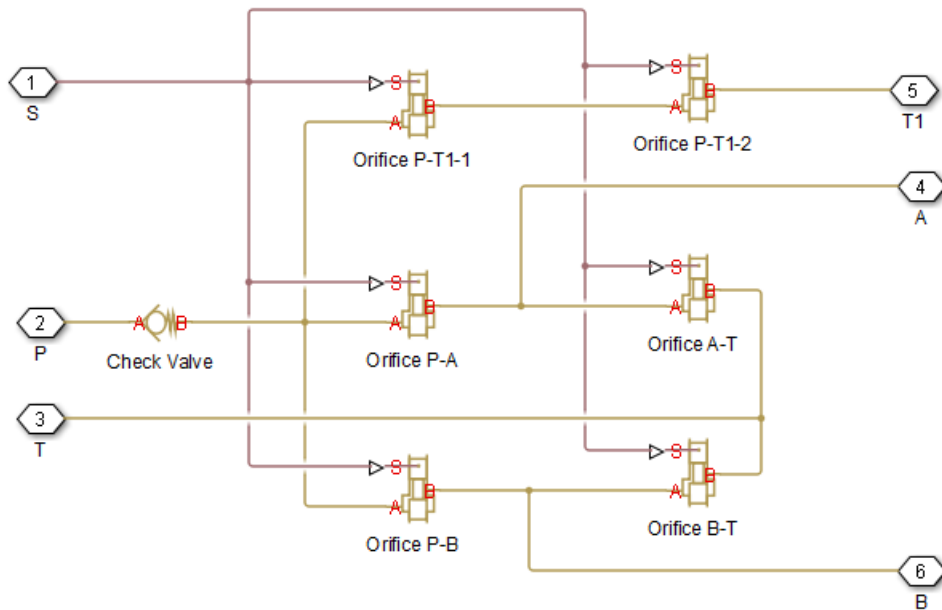 1
S
S
A
B
Orifice P-T1-1
S
A
B
Orifice P-T1-2
5
T1
4
A
2
P
A
B
Check Valve
S
A
B
Orifice P-A
S
A
B
Orifice A-T
3
T
S
A
B
Orifice P-B
S
A
B
Orifice B-T
6
B